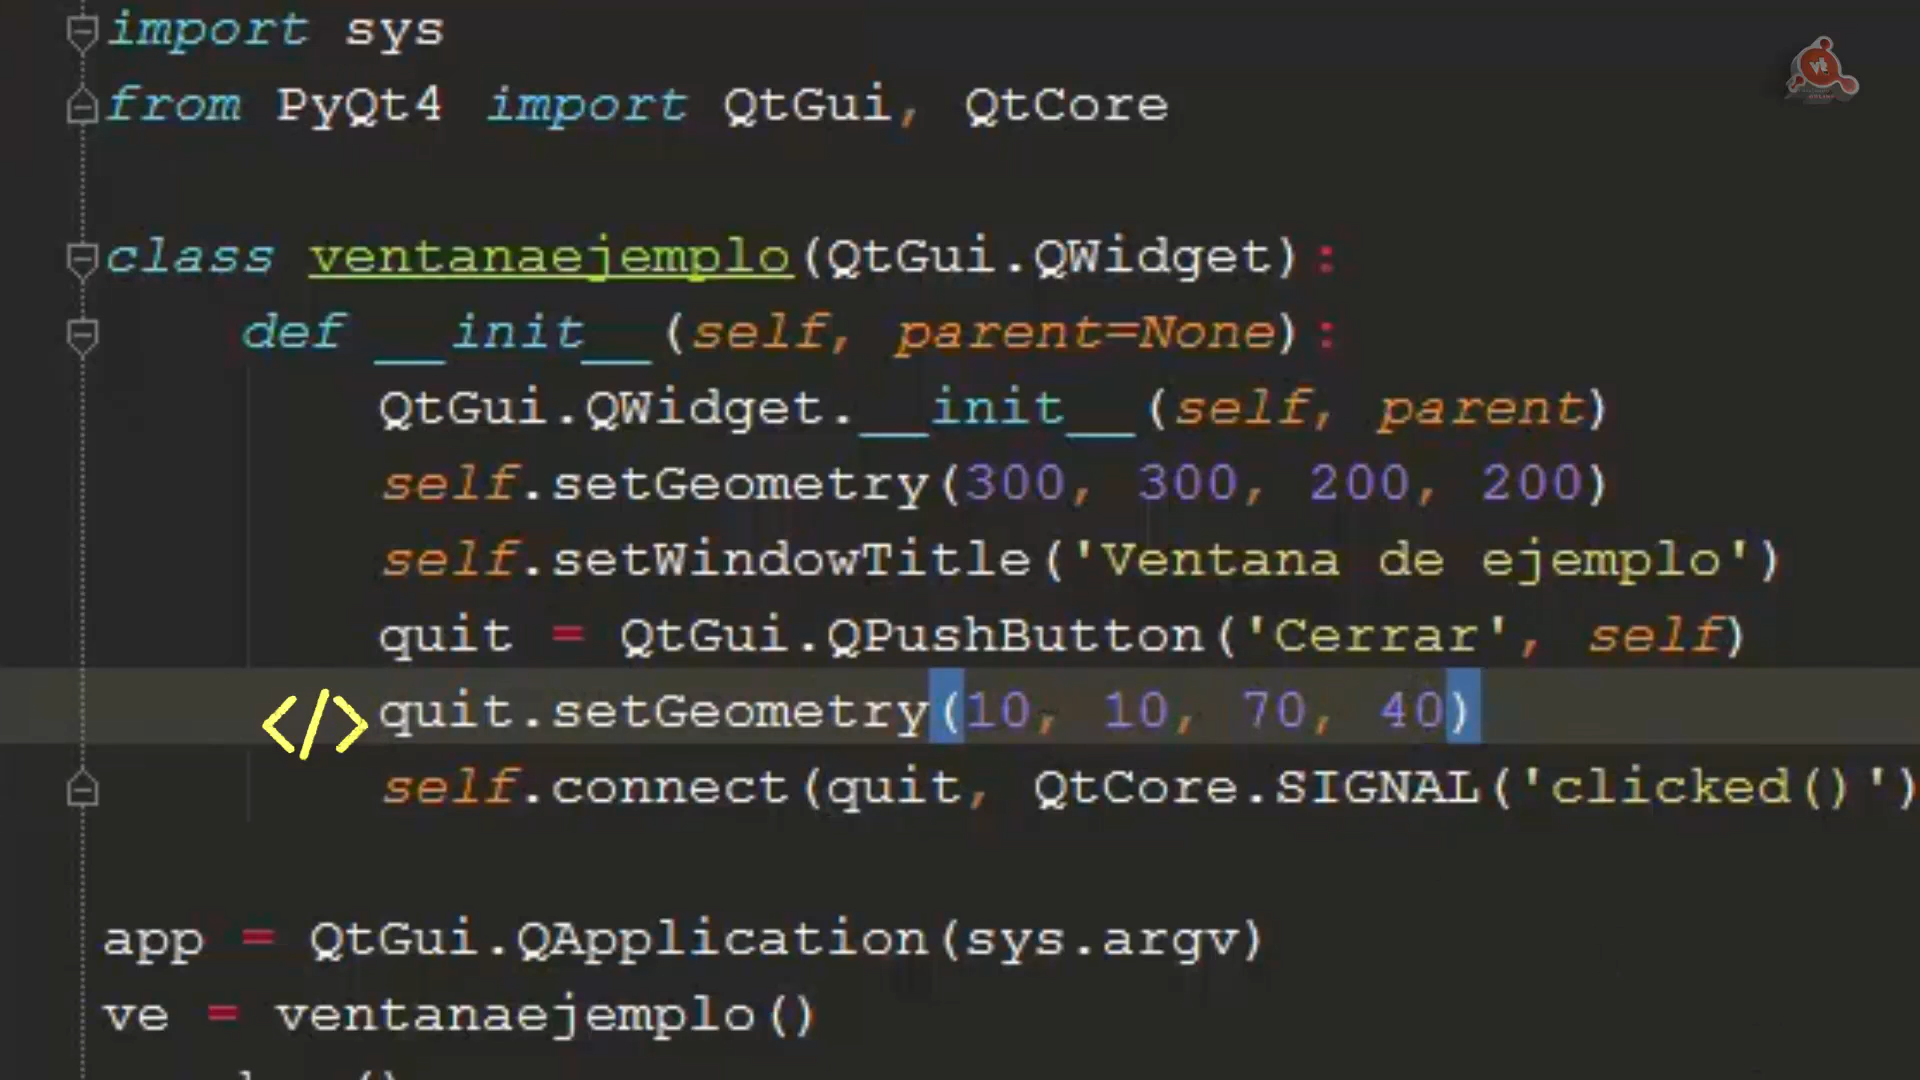 import sys
from PyQt4 import QtGui, QtCore
class ventanaejemplo(QtGui.QWidget):
def __init__(self, parent=None):
QtGui.QWidget.__init__(self, parent)
self.setGeometry(300, 300, 200, 200)
self.setWindowTitle('Ventana de ejemplo')
quit = QtGui.QPushButton('Cerrar', self)
</>
quit.setGeometry(10, 10, 70, 40)
self.connect(quit, QtCore.SIGNAL('clicked()')
app = QtGui.QApplication(sys.argv)
ve = ventanaejemplo()
vt